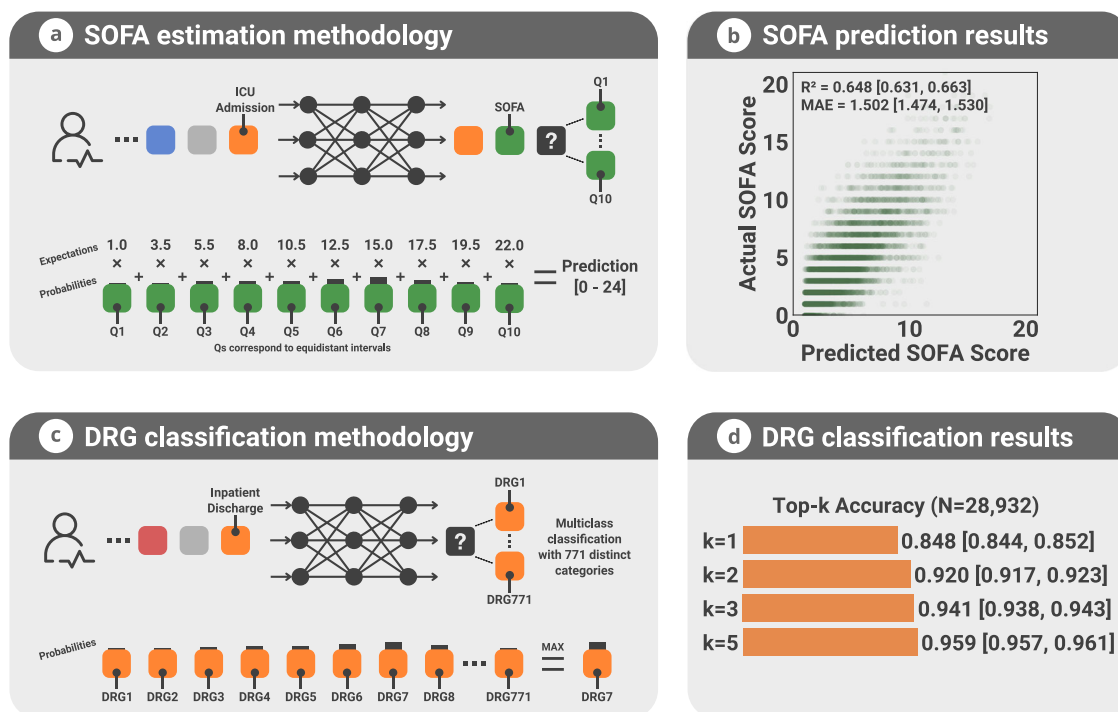 a SOFA estimation methodology
ICU
Admission
SOFA
?
Q1
Q10
Expectations
1.0 3.5 5.5 8.0 10.5 12.5 15.0 17.5 19.5 22.0
× × × × × × × × × ×
+ + + + + + + + +
Probabilities
= Prediction
[0 - 24]
Q1 Q2 Q3 Q4 Q5 Q6 Q7 Q8 Q9 Q10
Qs correspond to equidistant intervals
b SOFA prediction results
R² = 0.648 [0.631, 0.663]
MAE = 1.502 [1.474, 1.530]
Actual SOFA Score
20
15
10
5
0
0 10 20
Predicted SOFA Score
c DRG classification methodology
Inpatient
Discharge
?
DRG1
DRG771
Multiclass
classification
with 771 distinct
categories
Probabilities
MAX
=
DRG1 DRG2 DRG3 DRG4 DRG5 DRG6 DRG7 DRG8 DRG771 DRG7
d DRG classification results
Top-k Accuracy (N=28,932)
k=1 0.848 [0.844, 0.852]
k=2 0.920 [0.917, 0.923]
k=3 0.941 [0.938, 0.943]
k=5 0.959 [0.957, 0.961]